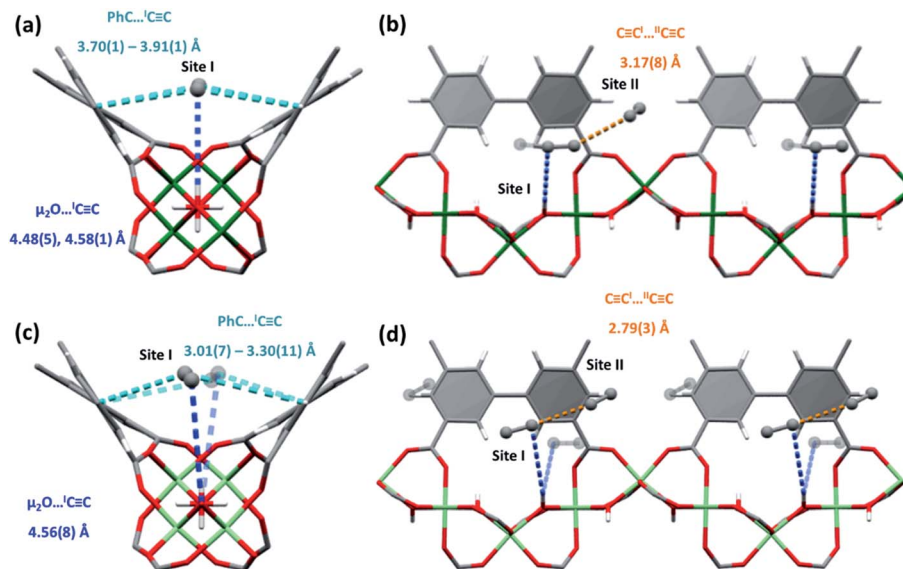 (a)
PhC...ᴵC≡C
3.70(1) – 3.91(1) Å
Site I
μ₂O...ᴵC≡C
4.48(5), 4.58(1) Å
(b)
C≡Cᴵ...ᴵᴵC≡C
3.17(8) Å
Site II
Site I
(c)
PhC...ᴵC≡C
3.01(7) – 3.30(11) Å
Site I
μ₂O...ᴵC≡C
4.56(8) Å
(d)
C≡Cᴵ...ᴵᴵC≡C
2.79(3) Å
Site II
Site I